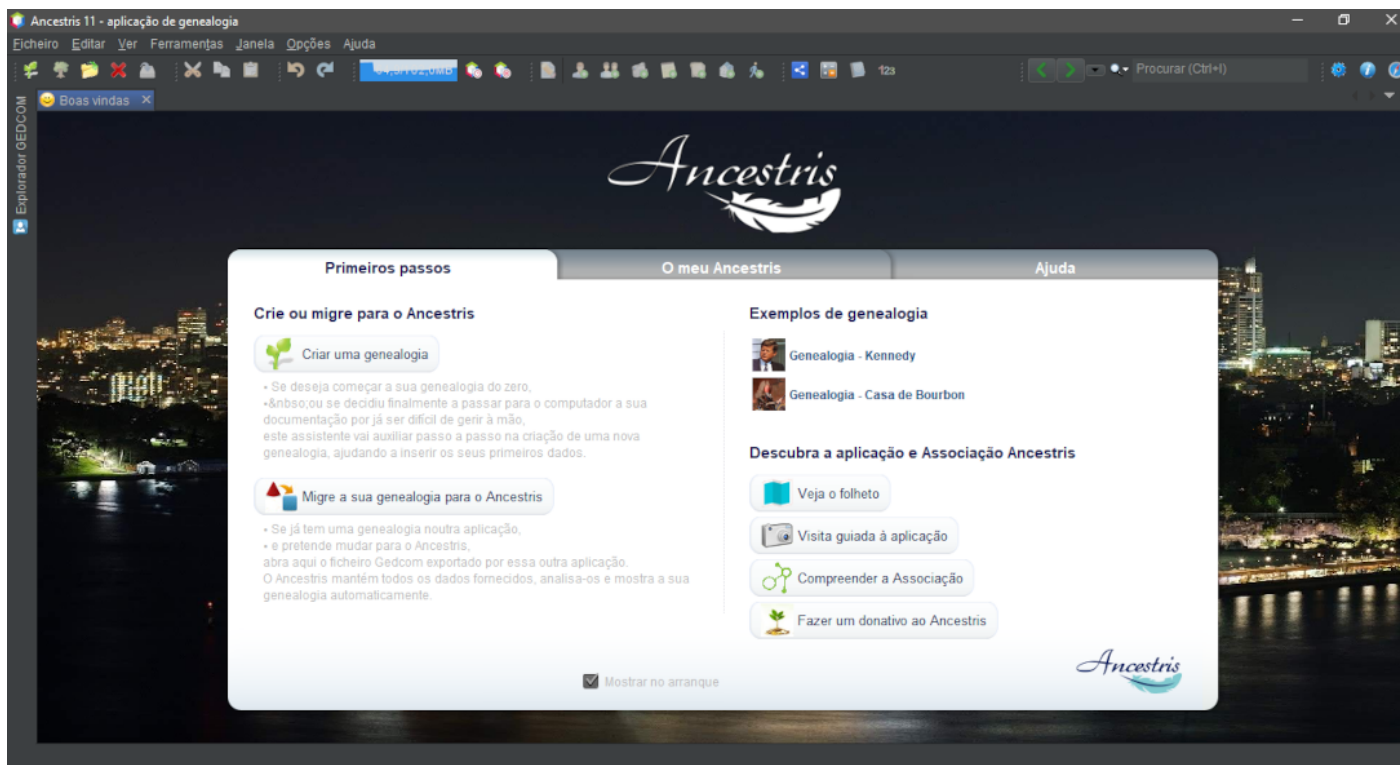 Ancestris 11 - aplicação de genealogia
Ficheiro Editar Ver Ferramentas Janela Opções Ajuda
123
Procurar (Ctrl+I)
Boas vindas
Explorador GEDCOM
Ancestris
Primeiros passos
O meu Ancestris
Ajuda
Crie ou migre para o Ancestris
Criar uma genealogia
• Se deseja começar a sua genealogia do zero,
•&nbso;ou se decidiu finalmente a passar para o computador a sua
documentação por já ser difícil de gerir à mão,
este assistente vai auxiliar passo a passo na criação de uma nova
genealogia, ajudando a inserir os seus primeiros dados.
Migre a sua genealogia para o Ancestris
• Se já tem uma genealogia noutra aplicação,
• e pretende mudar para o Ancestris,
abra aqui o ficheiro Gedcom exportado por essa outra aplicação.
O Ancestris mantém todos os dados fornecidos, analisa-os e mostra a sua
genealogia automaticamente.
Exemplos de genealogia
Genealogia - Kennedy
Genealogia - Casa de Bourbon
Descubra a aplicação e Associação Ancestris
Veja o folheto
Visita guiada à aplicação
Compreender a Associação
Fazer um donativo ao Ancestris
Ancestris
Mostrar no arranque